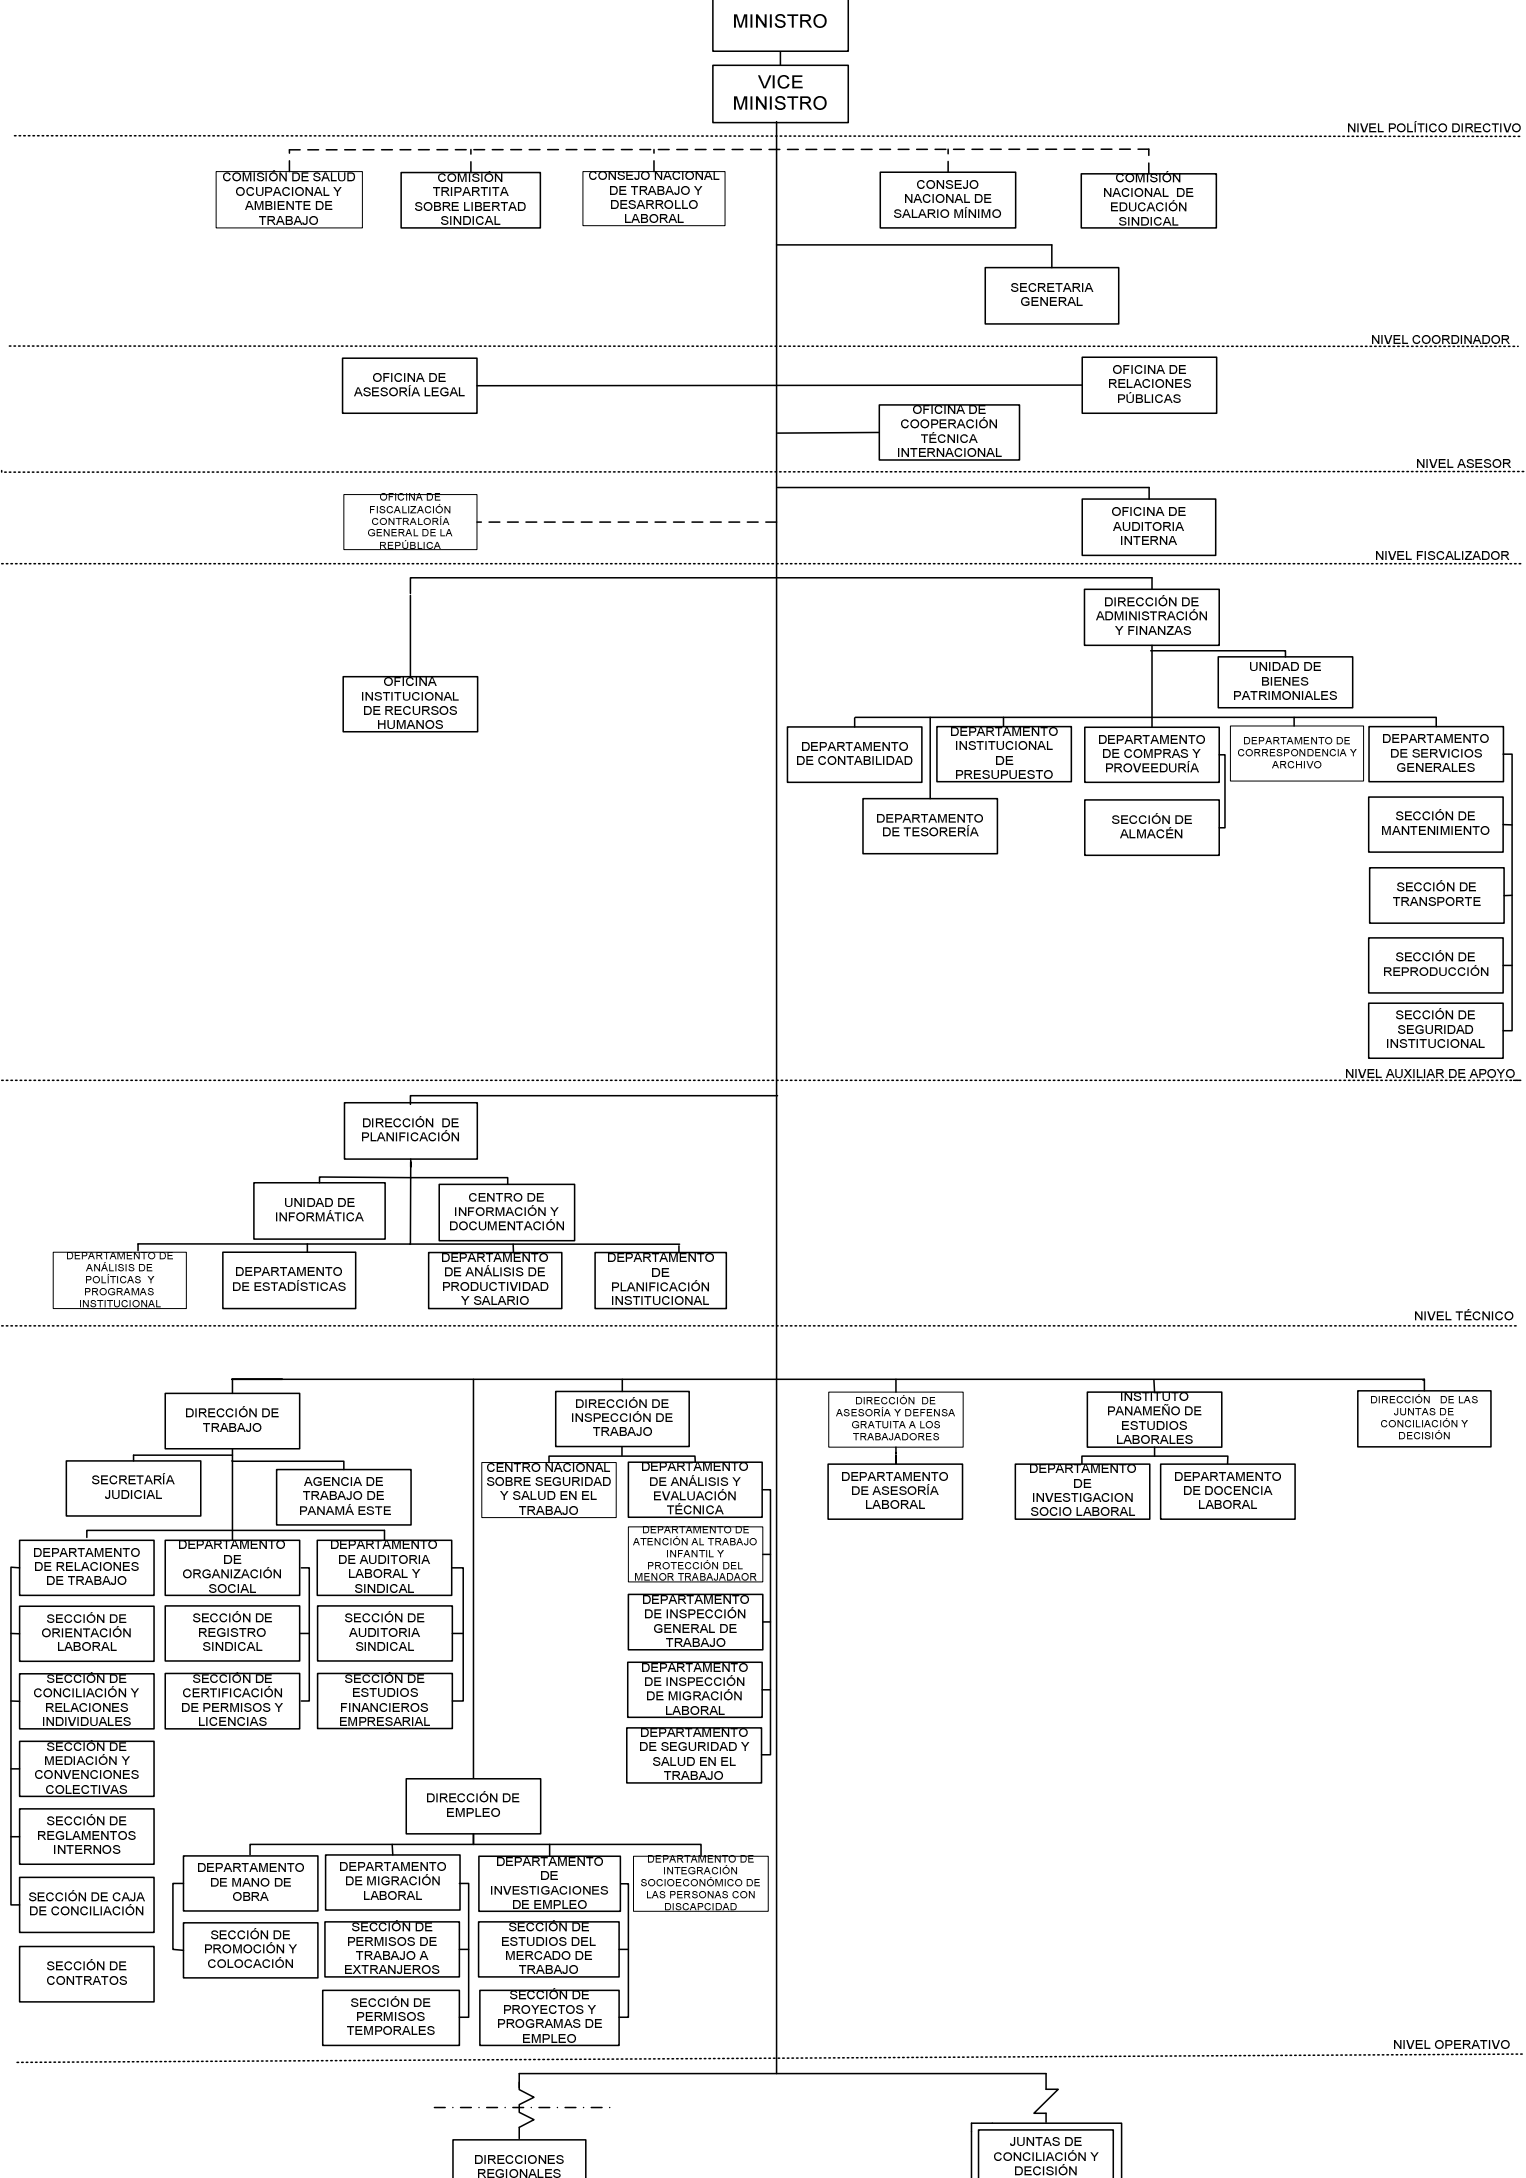 MINISTRO
VICE
MINISTRO
NIVEL POLÍTICO DIRECTIVO
COMISIÓN DE SALUD
OCUPACIONAL Y
AMBIENTE DE
TRABAJO
COMISIÓN
TRIPARTITA
SOBRE LIBERTAD
SINDICAL
CONSEJO NACIONAL
DE TRABAJO Y
DESARROLLO
LABORAL
CONSEJO
NACIONAL DE
SALARIO MÍNIMO
COMISIÓN
NACIONAL DE
EDUCACIÓN
SINDICAL
SECRETARIA
GENERAL
NIVEL COORDINADOR
OFICINA DE
ASESORÍA LEGAL
OFICINA DE
RELACIONES
PÚBLICAS
OFICINA DE
COOPERACIÓN
TÉCNICA
INTERNACIONAL
NIVEL ASESOR
OFICINA DE
FISCALIZACIÓN
CONTRALORÍA
GENERAL DE LA
REPÚBLICA
OFICINA DE
AUDITORIA
INTERNA
NIVEL FISCALIZADOR
DIRECCIÓN DE
ADMINISTRACIÓN
Y FINANZAS
UNIDAD DE
BIENES
PATRIMONIALES
OFICINA
INSTITUCIONAL
DE RECURSOS
HUMANOS
DEPARTAMENTO
DE CONTABILIDAD
DEPARTAMENTO
INSTITUCIONAL
DE
PRESUPUESTO
DEPARTAMENTO
DE COMPRAS Y
PROVEEDURÍA
DEPARTAMENTO DE
CORRESPONDENCIA Y
ARCHIVO
DEPARTAMENTO
DE SERVICIOS
GENERALES
DEPARTAMENTO
DE TESORERÍA
SECCIÓN DE
ALMACÉN
SECCIÓN DE
MANTENIMIENTO
SECCIÓN DE
TRANSPORTE
SECCIÓN DE
REPRODUCCIÓN
SECCIÓN DE
SEGURIDAD
INSTITUCIONAL
NIVEL AUXILIAR DE APOYO
DIRECCIÓN DE
PLANIFICACIÓN
UNIDAD DE
INFORMÁTICA
CENTRO DE
INFORMACIÓN Y
DOCUMENTACIÓN
DEPARTAMENTO DE
ANÁLISIS DE
POLÍTICAS Y
PROGRAMAS
INSTITUCIONAL
DEPARTAMENTO
DE ESTADÍSTICAS
DEPARTAMENTO
DE ANÁLISIS DE
PRODUCTIVIDAD
Y SALARIO
DEPARTAMENTO
DE
PLANIFICACIÓN
INSTITUCIONAL
NIVEL TÉCNICO
DIRECCIÓN DE
TRABAJO
DIRECCIÓN DE
INSPECCIÓN DE
TRABAJO
DIRECCIÓN DE
ASESORÍA Y DEFENSA
GRATUITA A LOS
TRABAJADORES
INSTITUTO
PANAMEÑO DE
ESTUDIOS
LABORALES
DIRECCIÓN DE LAS
JUNTAS DE
CONCILIACIÓN Y
DECISIÓN
SECRETARÍA
JUDICIAL
AGENCIA DE
TRABAJO DE
PANAMÁ ESTE
CENTRO NACIONAL
SOBRE SEGURIDAD
Y SALUD EN EL
TRABAJO
DEPARTAMENTO
DE ANÁLISIS Y
EVALUACIÓN
TÉCNICA
DEPARTAMENTO
DE ASESORÍA
LABORAL
DEPARTAMENTO
DE
INVESTIGACION
SOCIO LABORAL
DEPARTAMENTO
DE DOCENCIA
LABORAL
DEPARTAMENTO
DE RELACIONES
DE TRABAJO
DEPARTAMENTO
DE
ORGANIZACIÓN
SOCIAL
DEPARTAMENTO
DE AUDITORIA
LABORAL Y
SINDICAL
DEPARTAMENTO DE
ATENCIÓN AL TRABAJO
INFANTIL Y
PROTECCIÓN DEL
MENOR TRABAJADAOR
SECCIÓN DE
ORIENTACIÓN
LABORAL
SECCIÓN DE
REGISTRO
SINDICAL
SECCIÓN DE
AUDITORIA
SINDICAL
DEPARTAMENTO
DE INSPECCIÓN
GENERAL DE
TRABAJO
SECCIÓN DE
CONCILIACIÓN Y
RELACIONES
INDIVIDUALES
SECCIÓN DE
CERTIFICACIÓN
DE PERMISOS Y
LICENCIAS
SECCIÓN DE
ESTUDIOS
FINANCIEROS
EMPRESARIAL
DEPARTAMENTO
DE INSPECCIÓN
DE MIGRACIÓN
LABORAL
SECCIÓN DE
MEDIACIÓN Y
CONVENCIONES
COLECTIVAS
DEPARTAMENTO
DE SEGURIDAD Y
SALUD EN EL
TRABAJO
DIRECCIÓN DE
EMPLEO
SECCIÓN DE
REGLAMENTOS
INTERNOS
DEPARTAMENTO
DE MANO DE
OBRA
DEPARTAMENTO
DE MIGRACIÓN
LABORAL
DEPARTAMENTO
DE
INVESTIGACIONES
DE EMPLEO
DEPARTAMENTO DE
INTEGRACIÓN
SOCIOECONÓMICO DE
LAS PERSONAS CON
DISCAPCIDAD
SECCIÓN DE CAJA
DE CONCILIACIÓN
SECCIÓN DE
PROMOCIÓN Y
COLOCACIÓN
SECCIÓN DE
PERMISOS DE
TRABAJO A
EXTRANJEROS
SECCIÓN DE
ESTUDIOS DEL
MERCADO DE
TRABAJO
SECCIÓN DE
CONTRATOS
SECCIÓN DE
PERMISOS
TEMPORALES
SECCIÓN DE
PROYECTOS Y
PROGRAMAS DE
EMPLEO
NIVEL OPERATIVO
DIRECCIONES
REGIONALES
JUNTAS DE
CONCILIACIÓN Y
DECISIÓN